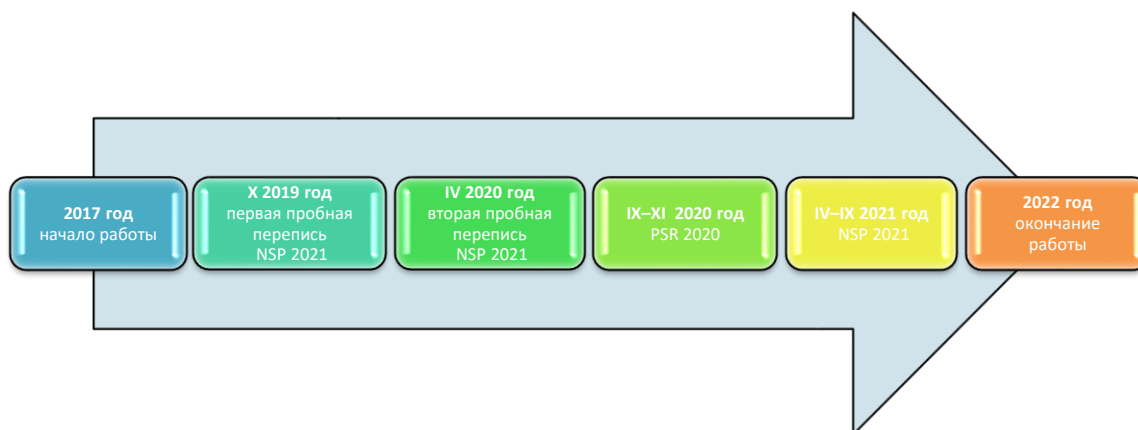 2017 год
начало работы
X 2019 год
первая пробная
перепись
NSP 2021
IV 2020 год
вторая пробная
перепись
NSP 2021
IX–XI 2020 год
PSR 2020
IV–IX 2021 год
NSP 2021
2022 год
окончание
работы